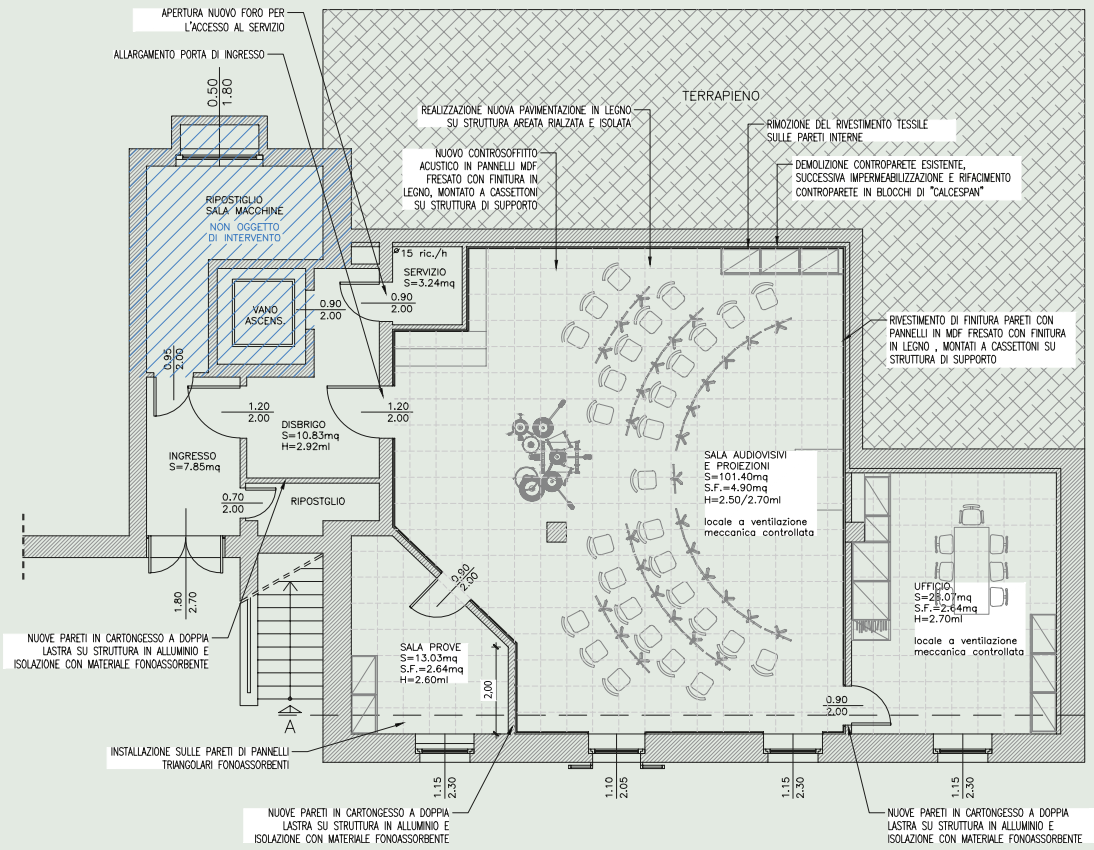 APERTURA NUOVO FORO PER
L'ACCESSO AL SERVIZIO
ALLARGAMENTO PORTA DI INGRESSO
0.50
1.80
TERRAPIENO
REALIZZAZIONE NUOVA PAVIMENTAZIONE IN LEGNO
SU STRUTTURA AREATA RIALZATA E ISOLATA
RIMOZIONE DEL RIVESTIMENTO TESSILE
SULLE PARETI INTERNE
NUOVO CONTROSOFFITTO
ACUSTICO IN PANNELLI MDF
FRESATO CON FINITURA IN
LEGNO, MONTATO A CASSETTONI
SU STRUTTURA DI SUPPORTO
DEMOLIZIONE CONTROPARETE ESISTENTE,
SUCCESSIVA IMPERMEABILIZZAZIONE E RIFACIMENTO
CONTROPARETE IN BLOCCHI DI "CALCESPAN"
RIPOSTIGLIO
SALA MACCHINE
NON OGGETTO
DI INTERVENTO
ø15 ric./h
SERVIZIO
S=3.24mq
0.90
2.00
0.90
2.00
VANO
ASCENS.
RIVESTIMENTO DI FINITURA PARETI CON
PANNELLI IN MDF FRESATO CON FINITURA
IN LEGNO , MONTATI A CASSETTONI SU
STRUTTURA DI SUPPORTO
0.95
2.00
1.20
2.00
1.20
2.00
DISBRIGO
S=10.83mq
H=2.92ml
INGRESSO
S=7.85mq
0.70
2.00
RIPOSTGLIO
SALA AUDIOVISIVI
E PROIEZIONI
S=101.40mq
S.F.=4.90mq
H=2.50/2.70ml
locale a ventilazione
meccanica controllata
0.90
2.00
1.80
2.70
UFFICIO
S=23.07mq
S.F.=2.64mq
H=2.70ml
locale a ventilazione
meccanica controllata
NUOVE PARETI IN CARTONGESSO A DOPPIA
LASTRA SU STRUTTURA IN ALLUMINIO E
ISOLAZIONE CON MATERIALE FONOASSORBENTE
SALA PROVE
S=13.03mq
S.F.=2.64mq
H=2.60ml
2,00
0.90
2.00
A
INSTALLAZIONE SULLE PARETI DI PANNELLI
TRIANGOLARI FONOASSORBENTI
1.15
2.30
1.10
2.05
1.15
2.30
1.15
2.30
NUOVE PARETI IN CARTONGESSO A DOPPIA
LASTRA SU STRUTTURA IN ALLUMINIO E
ISOLAZIONE CON MATERIALE FONOASSORBENTE
NUOVE PARETI IN CARTONGESSO A DOPPIA
LASTRA SU STRUTTURA IN ALLUMINIO E
ISOLAZIONE CON MATERIALE FONOASSORBENTE